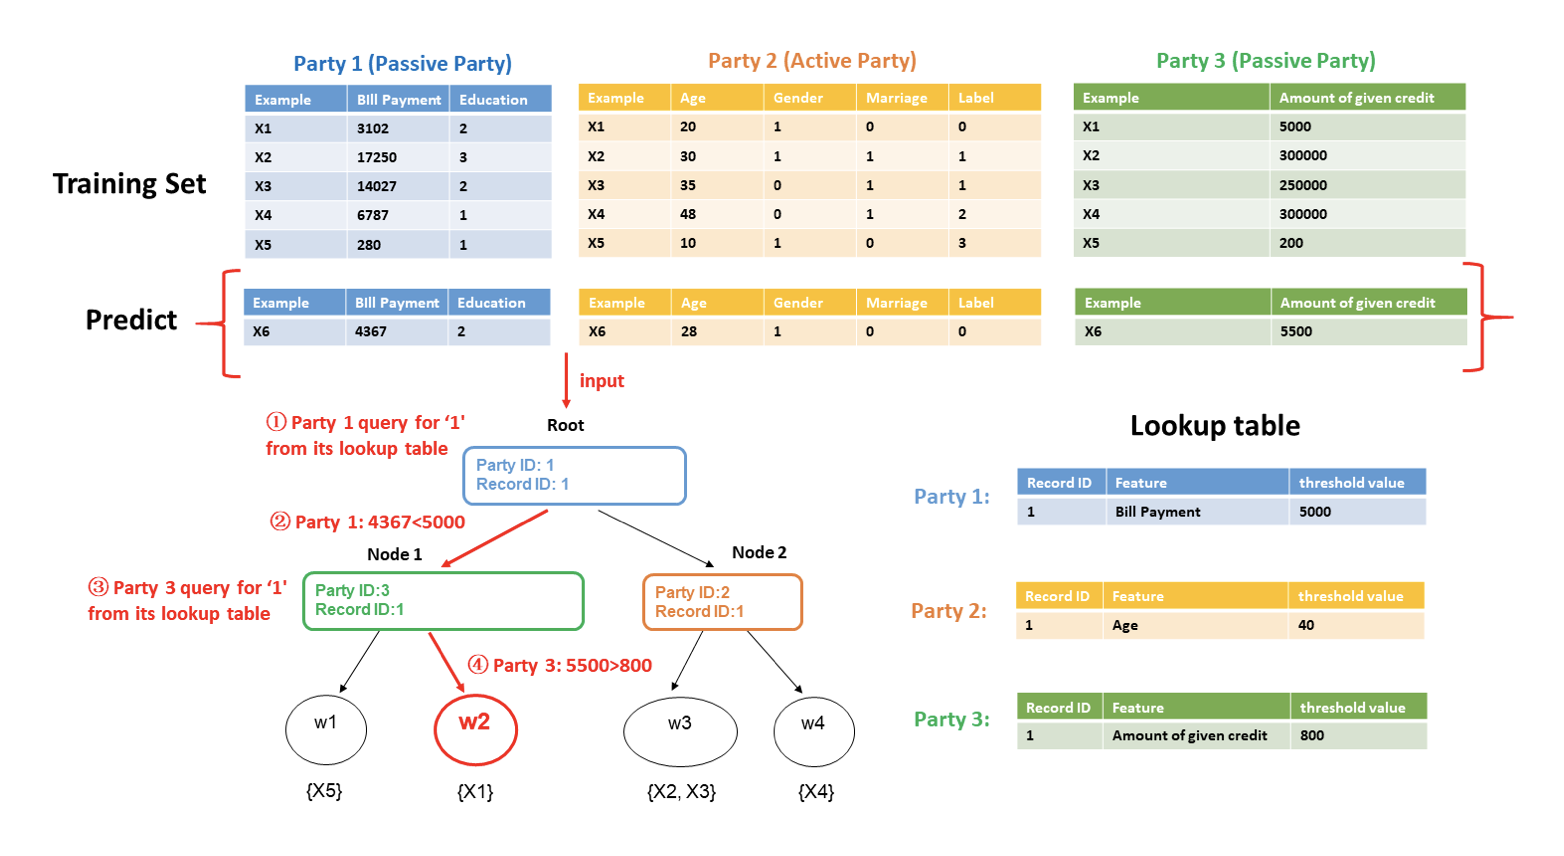 Party 1 (Passive Party)
Party 2 (Active Party)
Party 3 (Passive Party)
Training Set
Example Bill Payment Education
X1 3102 2
X2 17250 3
X3 14027 2
X4 6787 1
X5 280 1
Example Age Gender Marriage Label
X1 20 1 0 0
X2 30 1 1 1
X3 35 0 1 1
X4 48 0 1 2
X5 10 1 0 3
Example Amount of given credit
X1 5000
X2 300000
X3 250000
X4 300000
X5 200
Predict
Example Bill Payment Education
X6 4367 2
Example Age Gender Marriage Label
X6 28 1 0 0
Example Amount of given credit
X6 5500
input
① Party 1 query for ‘1'
from its lookup table
Root
Party ID: 1
Record ID: 1
② Party 1: 4367<5000
Node 1
Node 2
③ Party 3 query for ‘1'
from its lookup table
Party ID:3
Record ID:1
Party ID:2
Record ID:1
④ Party 3: 5500>800
w1
w2
w3
w4
{X5}
{X1}
{X2, X3}
{X4}
Lookup table
Party 1:
Record ID Feature threshold value
1 Bill Payment 5000
Party 2:
Record ID Feature threshold value
1 Age 40
Party 3:
Record ID Feature threshold value
1 Amount of given credit 800